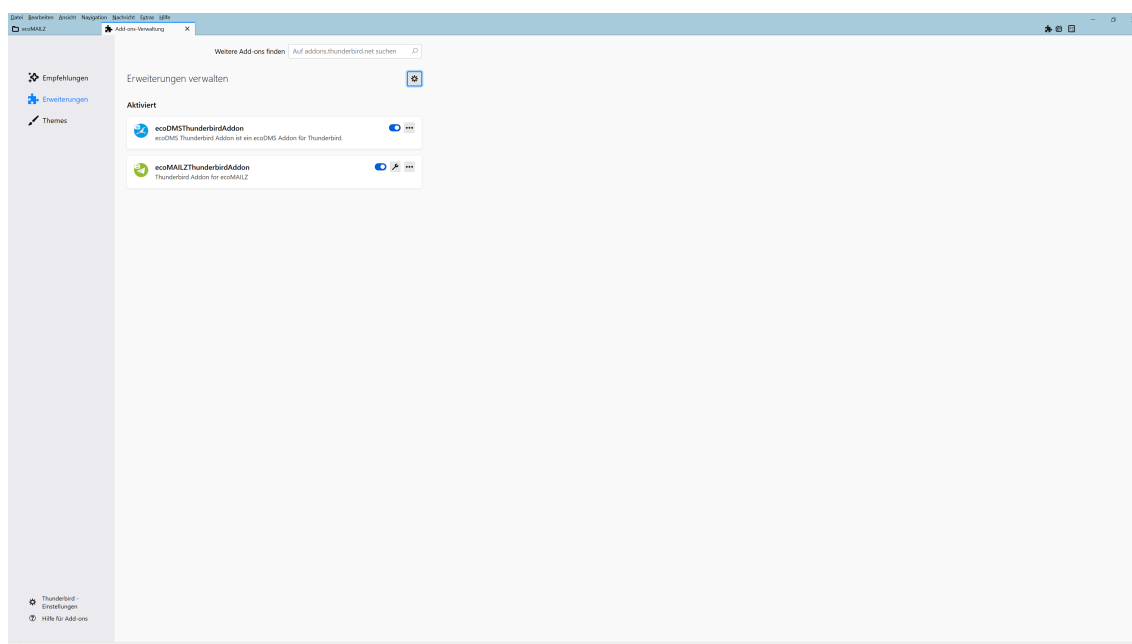 Datei Bearbeiten Ansicht Navigation Nachricht Extras Hilfe
ecoMAILZ
Add-ons-Verwaltung
Weitere Add-ons finden Auf addons.thunderbird.net suchen
Empfehlungen
Erweiterungen
Themes
Erweiterungen verwalten
Aktiviert
ecoDMSThunderbirdAddon
ecoDMS Thunderbird Addon ist ein ecoDMS Addon für Thunderbird.
ecoMAILZThunderbirdAddon
Thunderbird Addon for ecoMAILZ
Thunderbird -
Einstellungen
Hilfe für Add-ons